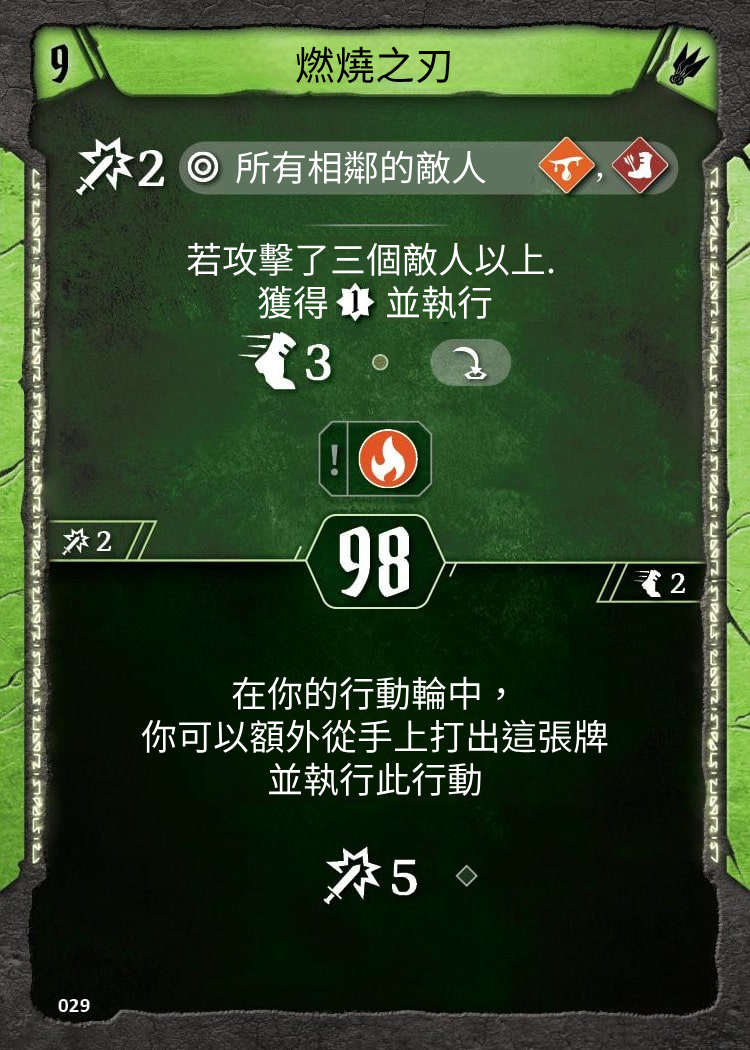 9 燃燒之刃
2 所有相鄰的敵人 ,
若攻擊了三個敵人以上.
獲得 1 並執行
3
!
2
98
2
在你的行動輪中，
你可以額外從手上打出這張牌
並執行此行動
5
029